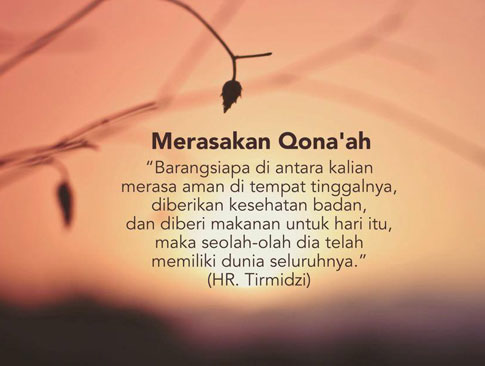 Merasakan Qona'ah
“Barangsiapa di antara kalian
merasa aman di tempat tinggalnya,
diberikan kesehatan badan,
dan diberi makanan untuk hari itu,
maka seolah-olah dia telah
memiliki dunia seluruhnya.”
(HR. Tirmidzi)